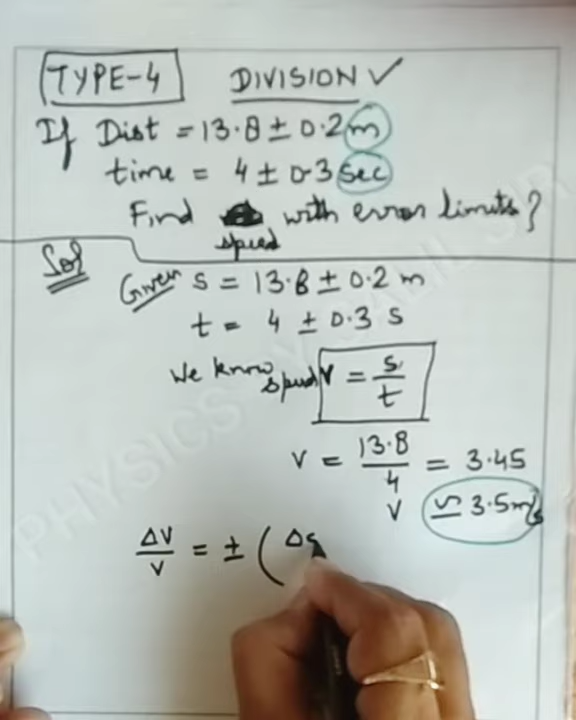 TYPE-4 DIVISION ✓
If Dist = 13.8 ± 0.2 m
time = 4 ± 0.3 sec
Find speed with error limits?
Sol
Given s = 13.8 ± 0.2 m
t = 4 ± 0.3 s
We know speed v = s/t
v = 13.8/4 = 3.45
v ≃ 3.5 m/s
Δv/v = ± ( Δs